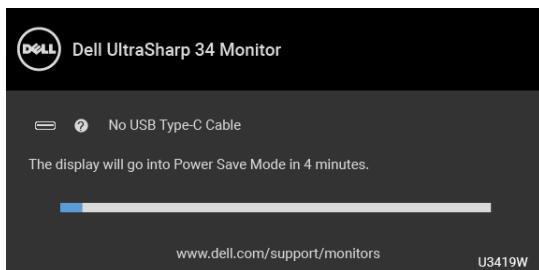 DELL
Dell UltraSharp 34 Monitor
? No USB Type-C Cable
The display will go into Power Save Mode in 4 minutes.
www.dell.com/support/monitors
U3419W